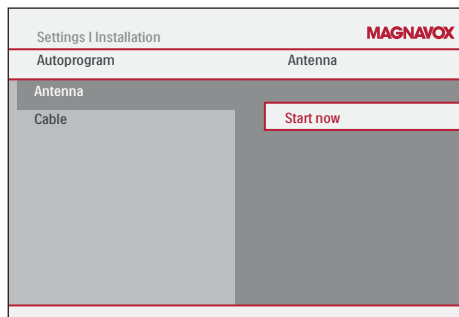 Settings I Installation
MAGNAVOX
Autoprogram
Antenna
Antenna
Cable
Start now